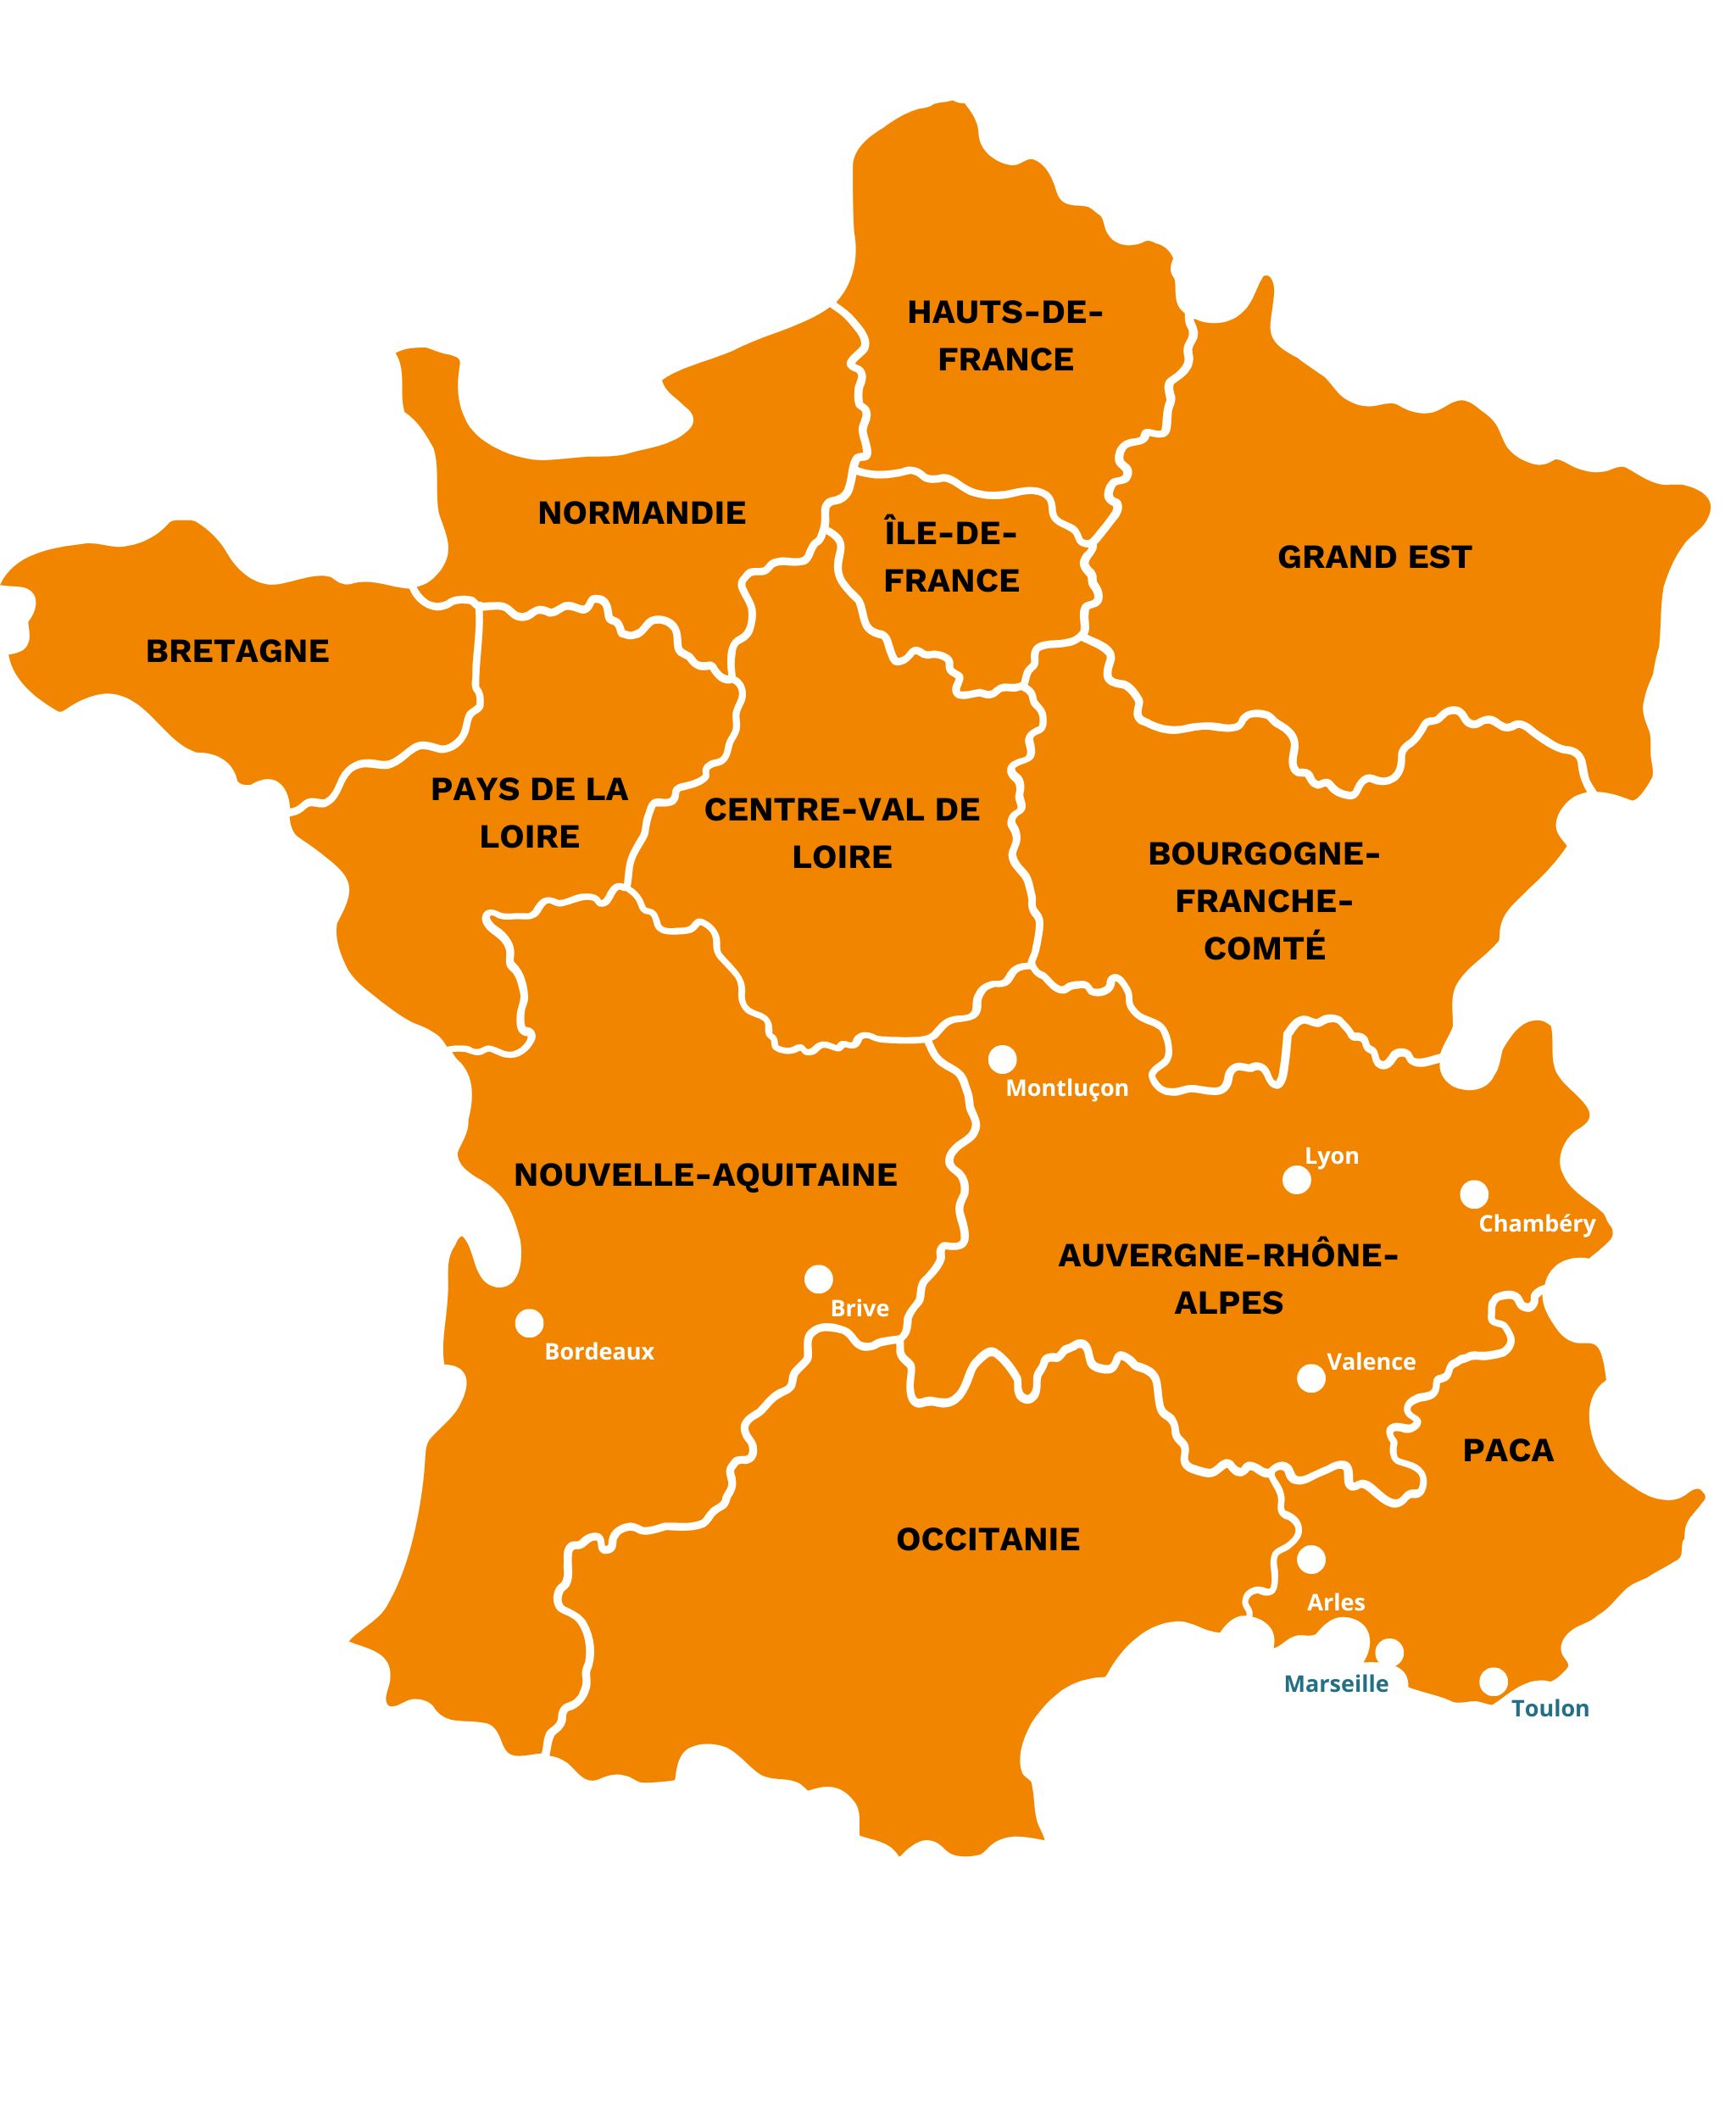 HAUTS-DE-
FRANCE
NORMANDIE
ÎLE-DE-
FRANCE
GRAND EST
BRETAGNE
PAYS DE LA
LOIRE
CENTRE-VAL DE
LOIRE
BOURGOGNE-
FRANCHE-
COMTÉ
Montluçon
Lyon
NOUVELLE-AQUITAINE
Chambéry
AUVERGNE-RHÔNE-
ALPES
Brive
Bordeaux
Valence
PACA
OCCITANIE
Arles
Marseille
Toulon